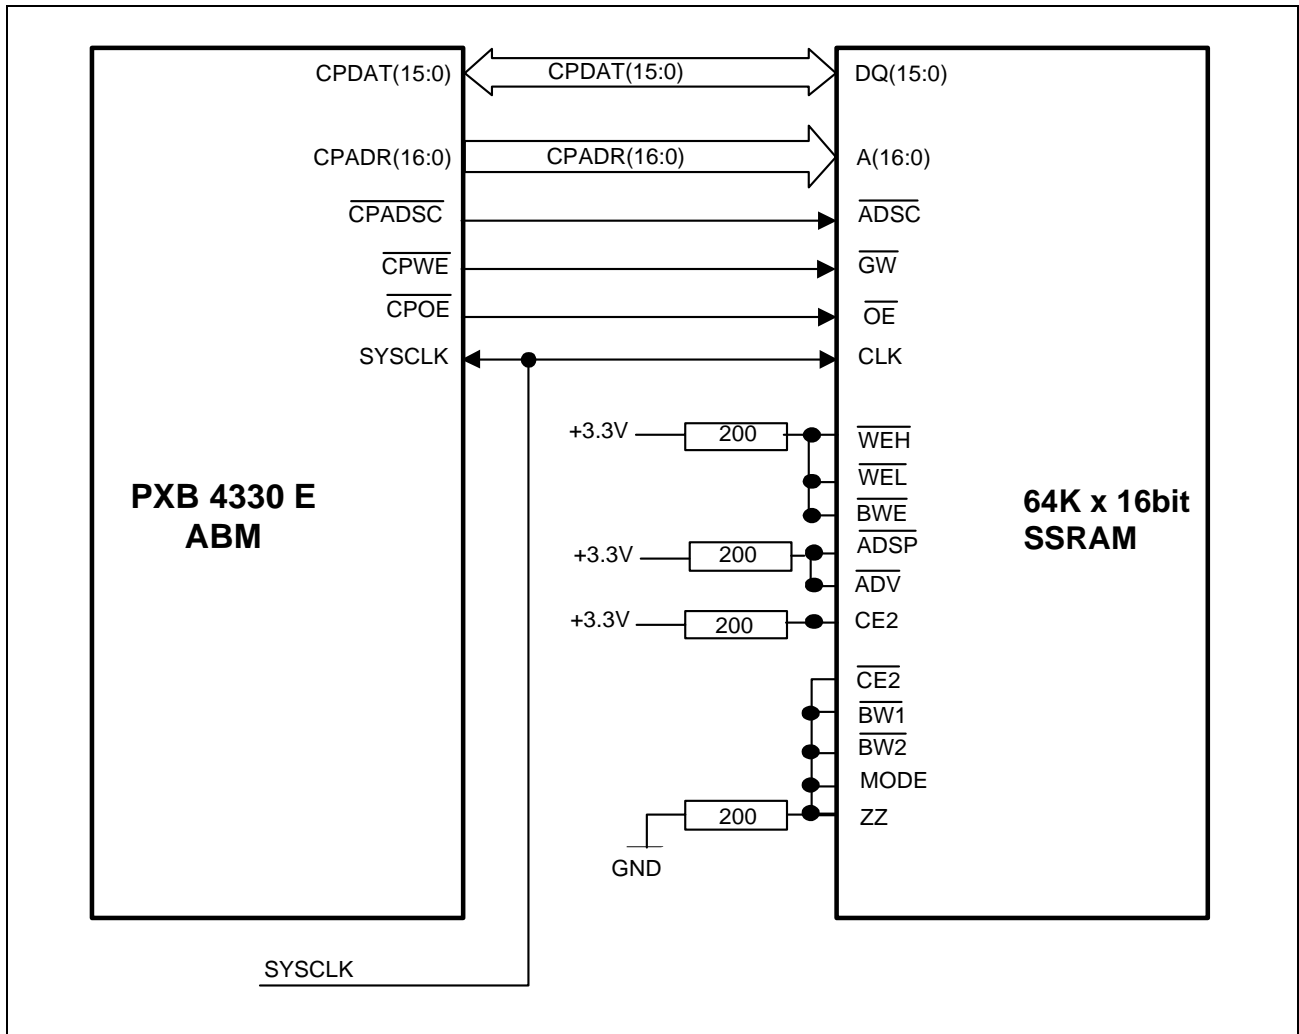 CPDAT(15:0) CPDAT(15:0) DQ(15:0)
CPADR(16:0) CPADR(16:0) A(16:0)
CPADSC ADSC
CPWE GW
CPOE OE
SYSCLK CLK
+3.3V 200 WEH
WEL
BWE
+3.3V 200 ADSP
ADV
+3.3V 200 CE2
PXB 4330 E
ABM
64K x 16bit
SSRAM
CE2
BW1
BW2
MODE
200 ZZ
GND
SYSCLK